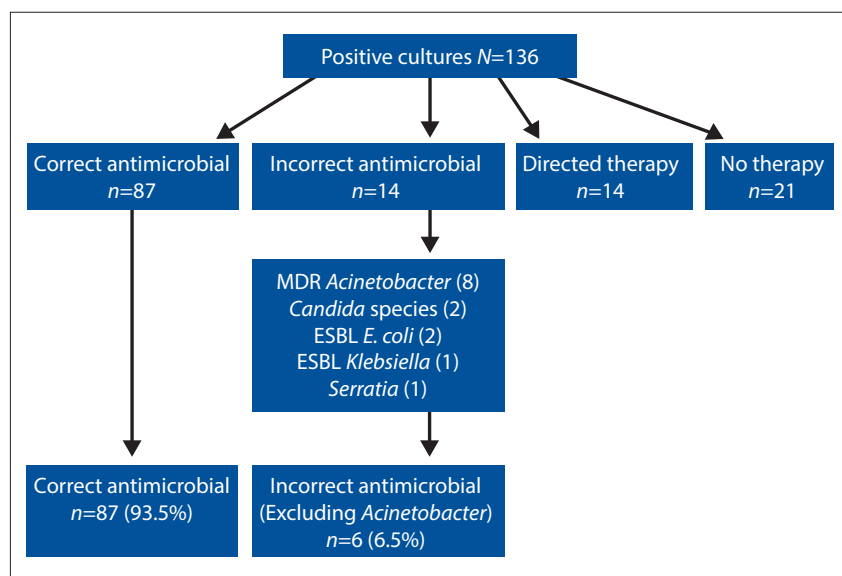 Positive cultures N=136
Correct antimicrobial
n=87
Incorrect antimicrobial
n=14
Directed therapy
n=14
No therapy
n=21
MDR Acinetobacter (8)
Candida species (2)
ESBL E. coli (2)
ESBL Klebsiella (1)
Serratia (1)
Correct antimicrobial
n=87 (93.5%)
Incorrect antimicrobial
(Excluding Acinetobacter)
n=6 (6.5%)